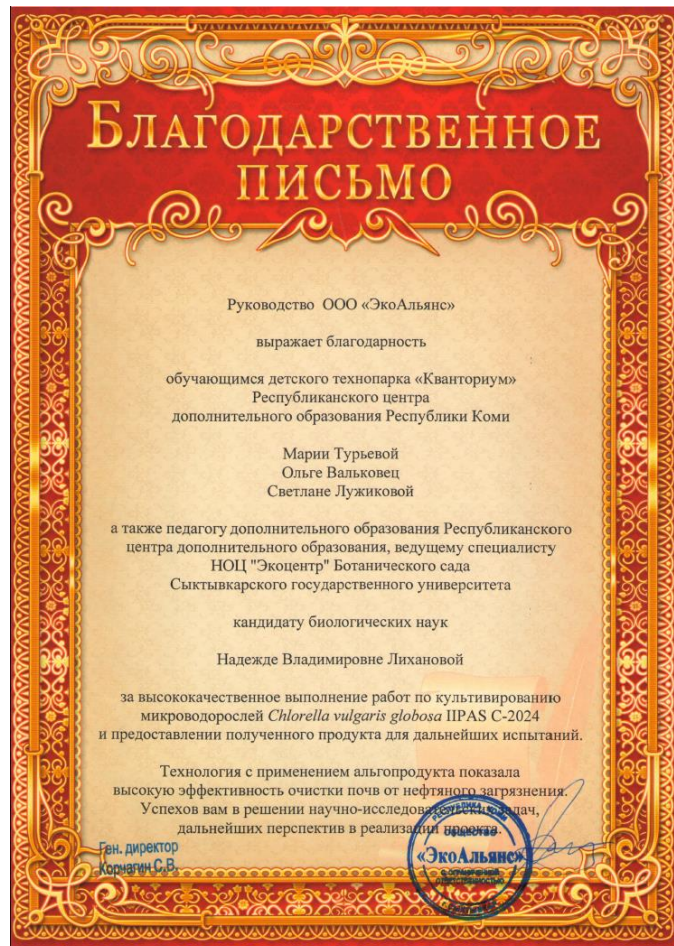 БЛАГОДАРСТВЕННОЕ
ПИСЬМО
Руководство ООО «ЭкоАльянс»
выражает благодарность
обучающимся детского технопарка «Кванториум»
Республиканского центра
дополнительного образования Республики Коми
Марии Турьевой
Ольге Вальковец
Светлане Лужиковой
а также педагогу дополнительного образования Республиканского
центра дополнительного образования, ведущему специалисту
НОЦ "Экоцентр" Ботанического сада
Сыктывкарского государственного университета
кандидату биологических наук
Надежде Владимировне Лихановой
за высококачественное выполнение работ по культивированию
микроводорослей Chlorella vulgaris globosa IIPAS C-2024
и предоставлении полученного продукта для дальнейших испытаний.
Технология с применением альгопродукта показала
высокую эффективность очистки почв от нефтяного загрязнения.
Успехов вам в решении научно-исследовательских задач,
дальнейших перспектив в реализации проекта.
Ген. директор
Корчагин С.В.
РЕСПУБЛИКА
ОБЩЕСТВО
«ЭкоАльянс»
С ОГРАНИЧЕННОЙ
ОТВЕТСТВЕННОСТЬЮ